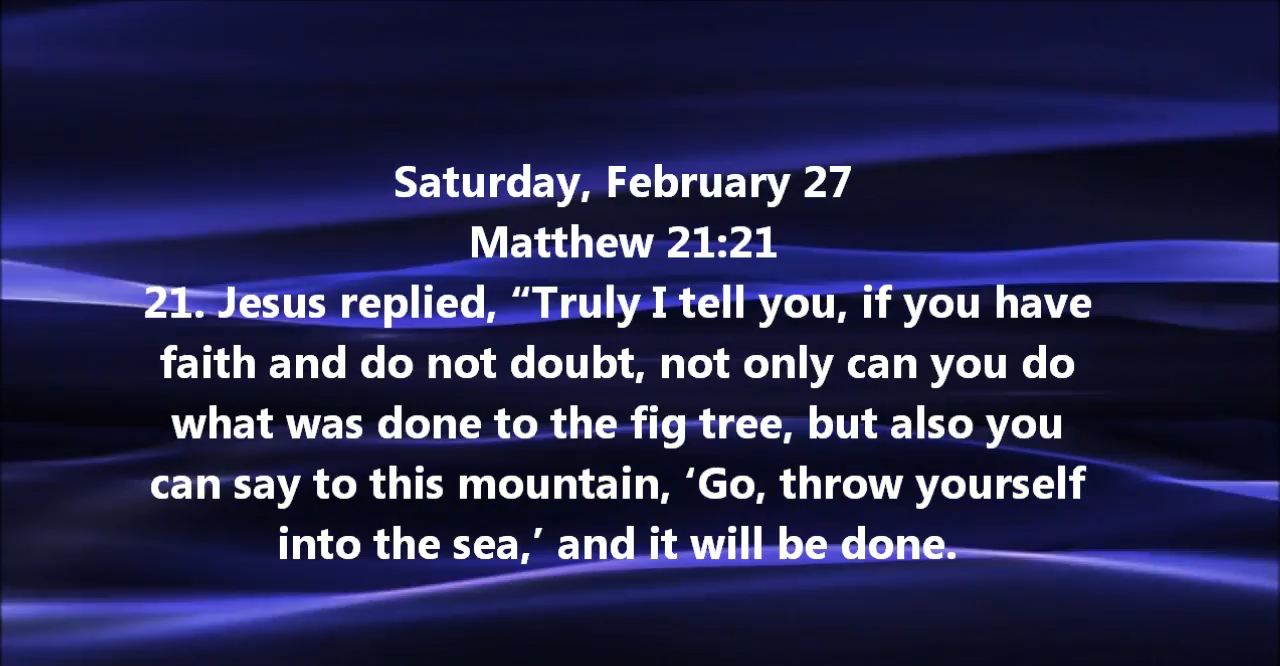 Saturday, February 27
Matthew 21:21
21. Jesus replied, “Truly I tell you, if you have
faith and do not doubt, not only can you do
what was done to the fig tree, but also you
can say to this mountain, ‘Go, throw yourself
into the sea,’ and it will be done.